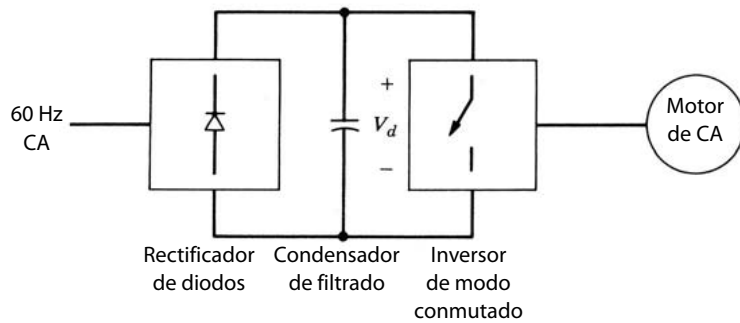 60 Hz
CA
+
V_d
−
Motor
de CA
Rectificador
de diodos
Condensador
de filtrado
Inversor
de modo
conmutado